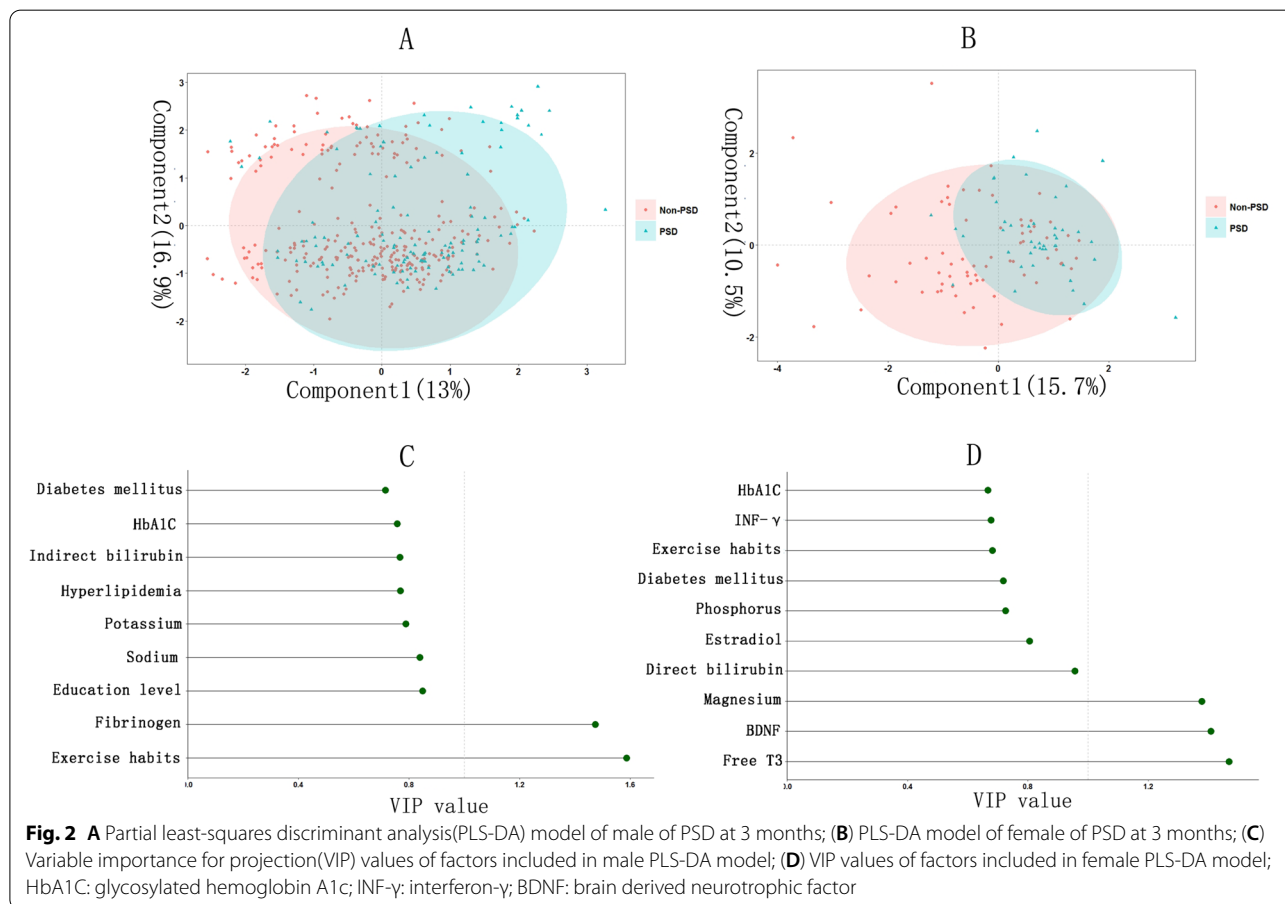 A
B
3
2
1
0
-1
-2
-2
-1
0
1
2
3
Component2(16.9%)
Component1(13%)
Non-PSD
PSD
2
0
-2
-4
-2
0
2
Component2(10.5%)
Component1(15.7%)
Non-PSD
PSD
C
Diabetes mellitus
HbA1C
Indirect bilirubin
Hyperlipidemia
Potassium
Sodium
Education level
Fibrinogen
Exercise habits
0.0
0.4
0.8
1.2
1.6
VIP value
D
HbA1C
INF-γ
Exercise habits
Diabetes mellitus
Phosphorus
Estradiol
Direct bilirubin
Magnesium
BDNF
Free T3
0.0
0.4
0.8
1.2
VIP value
Fig. 2 A Partial least-squares discriminant analysis(PLS-DA) model of male of PSD at 3 months; (B) PLS-DA model of female of PSD at 3 months; (C)
Variable importance for projection(VIP) values of factors included in male PLS-DA model; (D) VIP values of factors included in female PLS-DA model;
HbA1C: glycosylated hemoglobin A1c; INF-γ: interferon-γ; BDNF: brain derived neurotrophic factor